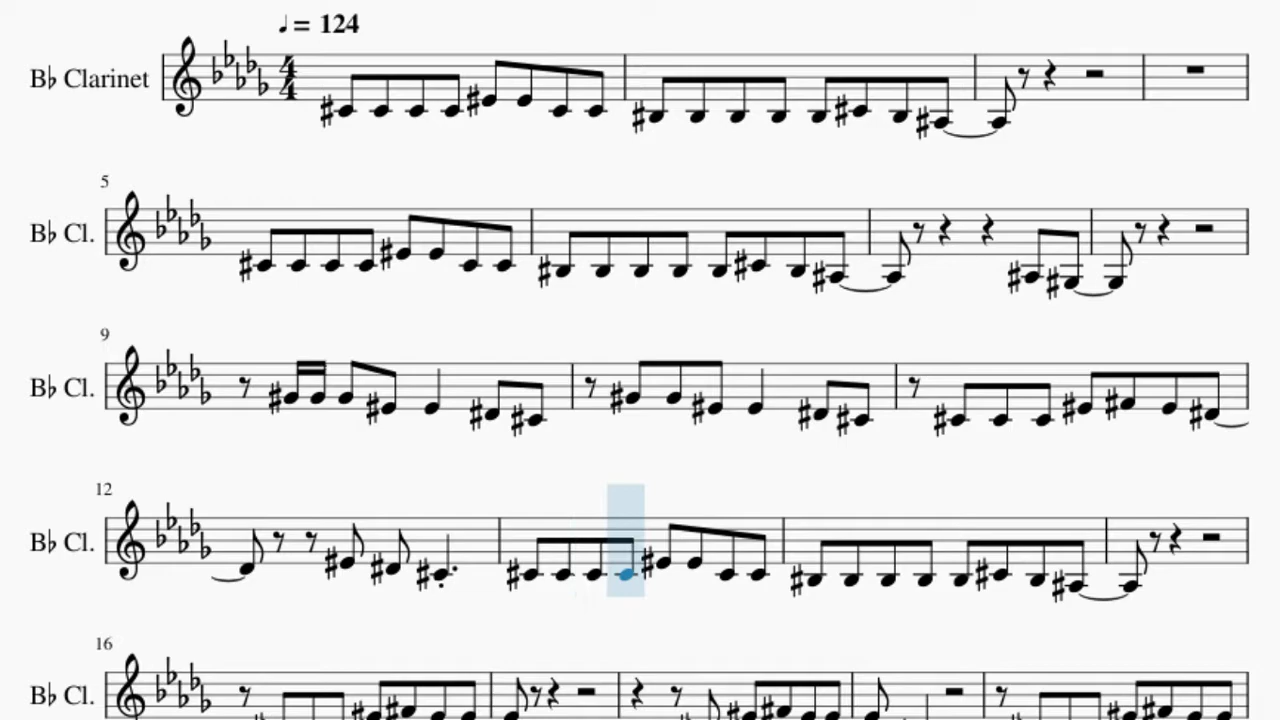 ♩= 124
B♭ Clarinet
4
4
5
B♭ Cl.
9
B♭ Cl.
12
B♭ Cl.
16
B♭ Cl.